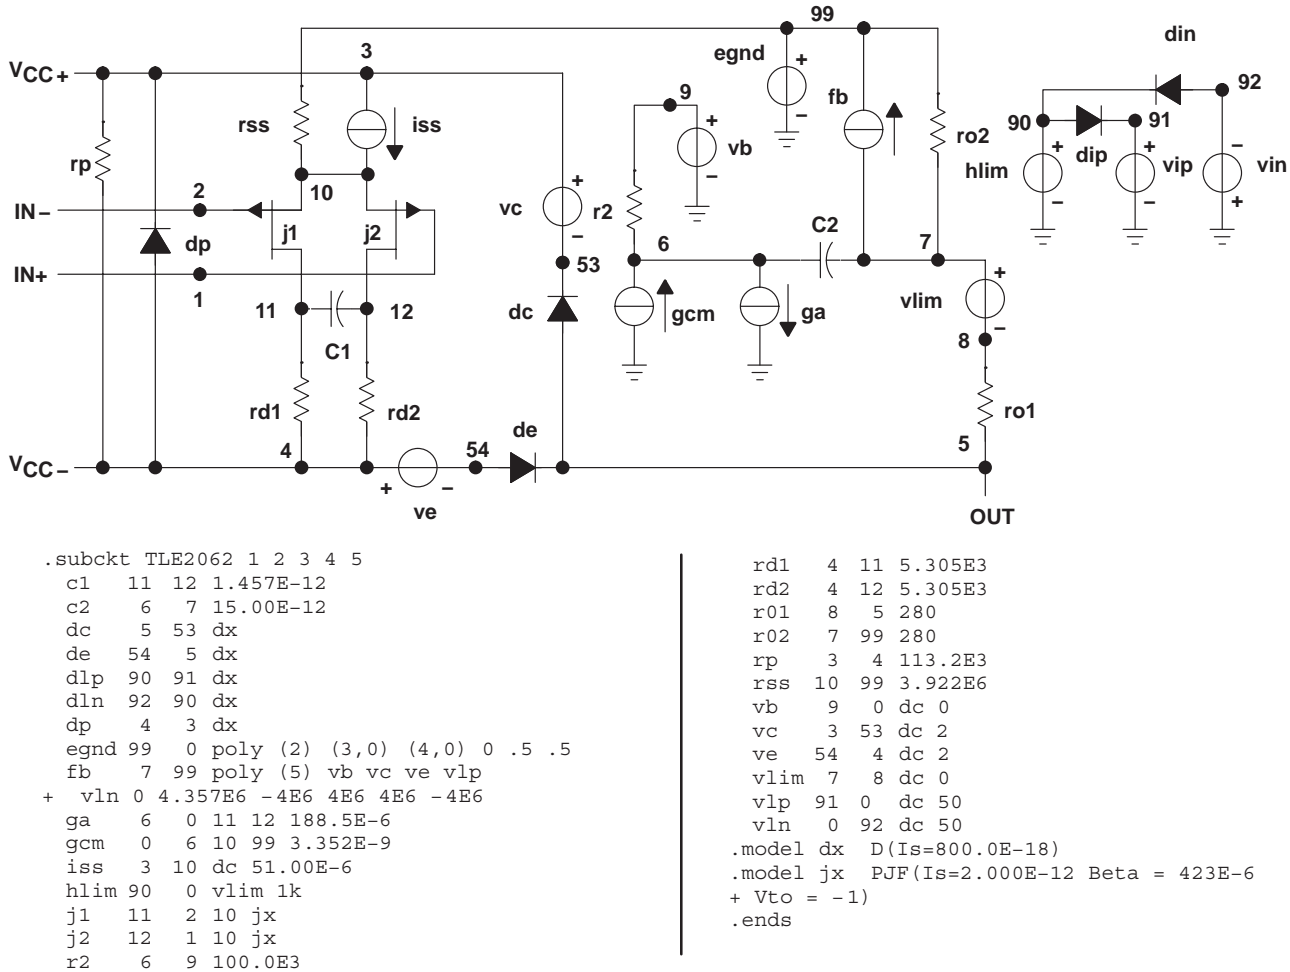 99
din
3
egnd
VCC+
9
fb
92
rss
iss
90
91
rp
vb
ro2
dip
hlim
vip
vin
2
10
IN−
vc
r2
C2
j1
j2
6
7
dp
IN+
53
1
11
12
dc
gcm
ga
vlim
8
C1
rd1
rd2
ro1
de
4
54
5
VCC−
+ − + − + − + − + − + − − + + −
ve
OUT
.subckt TLE2062 1 2 3 4 5
c1 11 12 1.457E−12
c2 6 7 15.00E−12
dc 5 53 dx
de 54 5 dx
dlp 90 91 dx
dln 92 90 dx
dp 4 3 dx
egnd 99 0 poly (2) (3,0) (4,0) 0 .5 .5
fb 7 99 poly (5) vb vc ve vlp
+ vln 0 4.357E6 −4E6 4E6 4E6 −4E6
ga 6 0 11 12 188.5E−6
gcm 0 6 10 99 3.352E−9
iss 3 10 dc 51.00E−6
hlim 90 0 vlim 1k
j1 11 2 10 jx
j2 12 1 10 jx
r2 6 9 100.0E3
rd1 4 11 5.305E3
rd2 4 12 5.305E3
r01 8 5 280
r02 7 99 280
rp 3 4 113.2E3
rss 10 99 3.922E6
vb 9 0 dc 0
vc 3 53 dc 2
ve 54 4 dc 2
vlim 7 8 dc 0
vlp 91 0 dc 50
vln 0 92 dc 50
.model dx D(Is=800.0E−18)
.model jx PJF(Is=2.000E−12 Beta = 423E−6
+ Vto = −1)
.ends